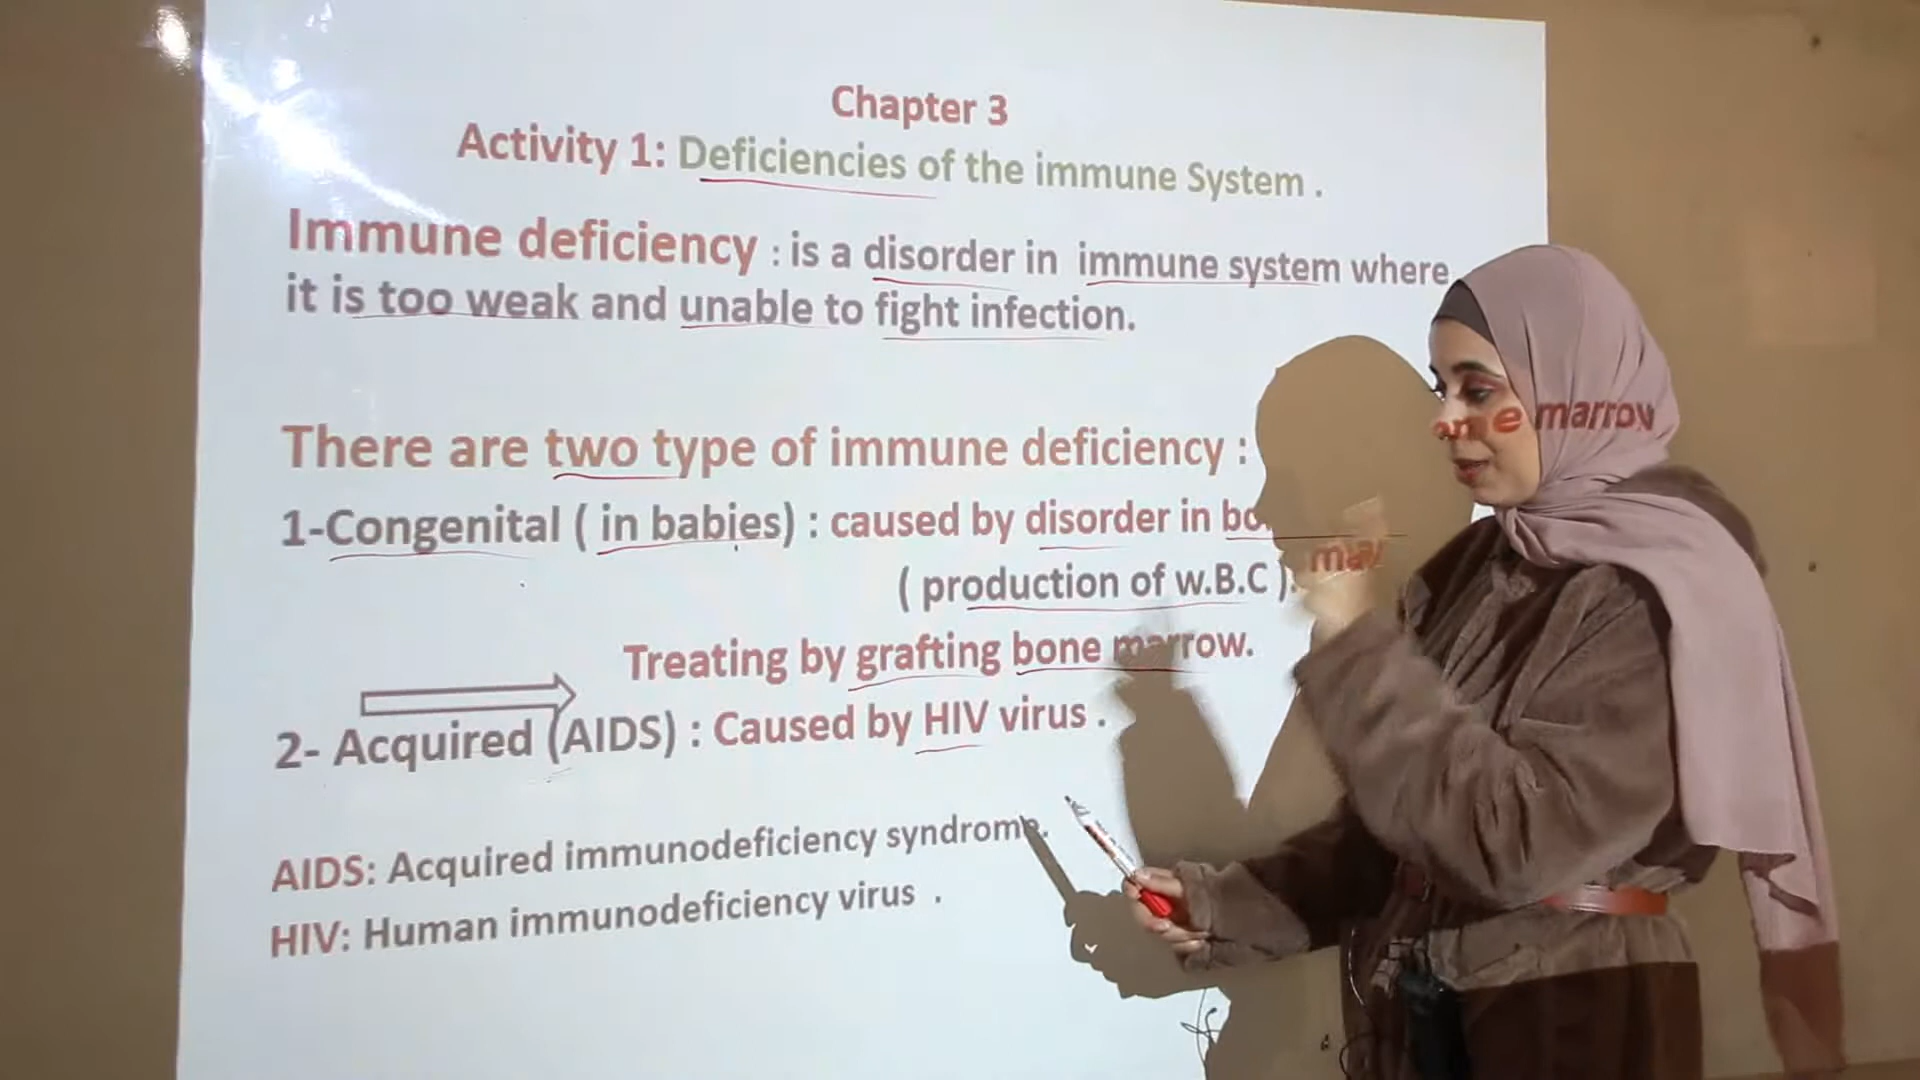 Chapter 3
Activity 1: Deficiencies of the immune System .
Immune deficiency : is a disorder in immune system where
it is too weak and unable to fight infection.
There are two type of immune deficiency :
1-Congenital ( in babies) : caused by disorder in
( production of w.B.C ).
Treating by grafting bone marrow.
2- Acquired (AIDS) : Caused by HIV virus .
AIDS: Acquired immunodeficiency syndrome.
HIV: Human immunodeficiency virus .